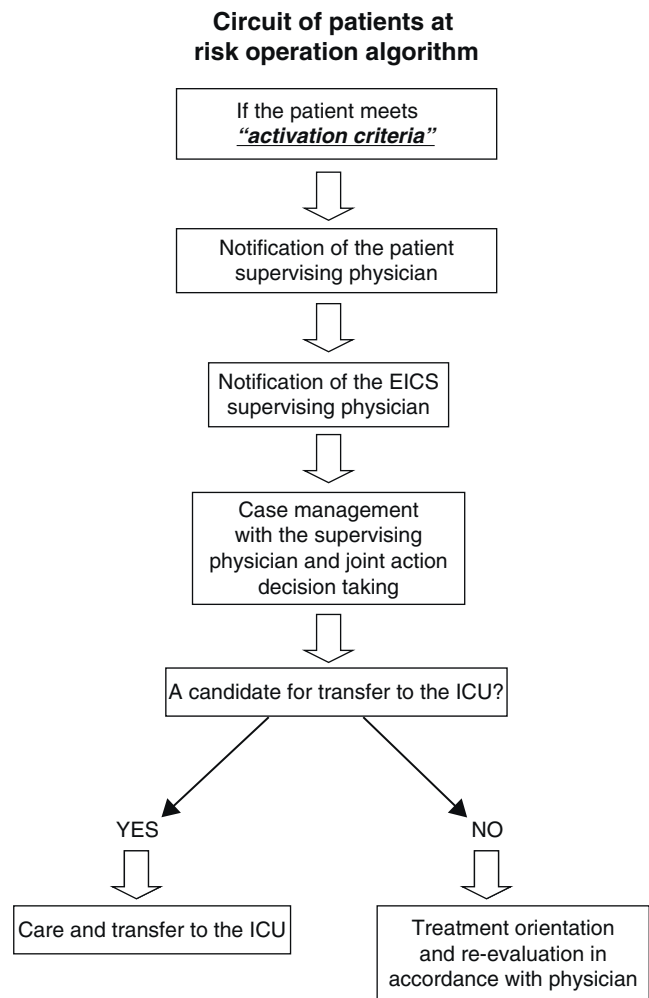 Circuit of patients at
risk operation algorithm
If the patient meets
“activation criteria”
Notification of the patient
supervising physician
Notification of the EICS
supervising physician
Case management
with the supervising
physician and joint action
decision taking
A candidate for transfer to the ICU?
YES
NO
Care and transfer to the ICU
Treatment orientation
and re-evaluation in
accordance with physician